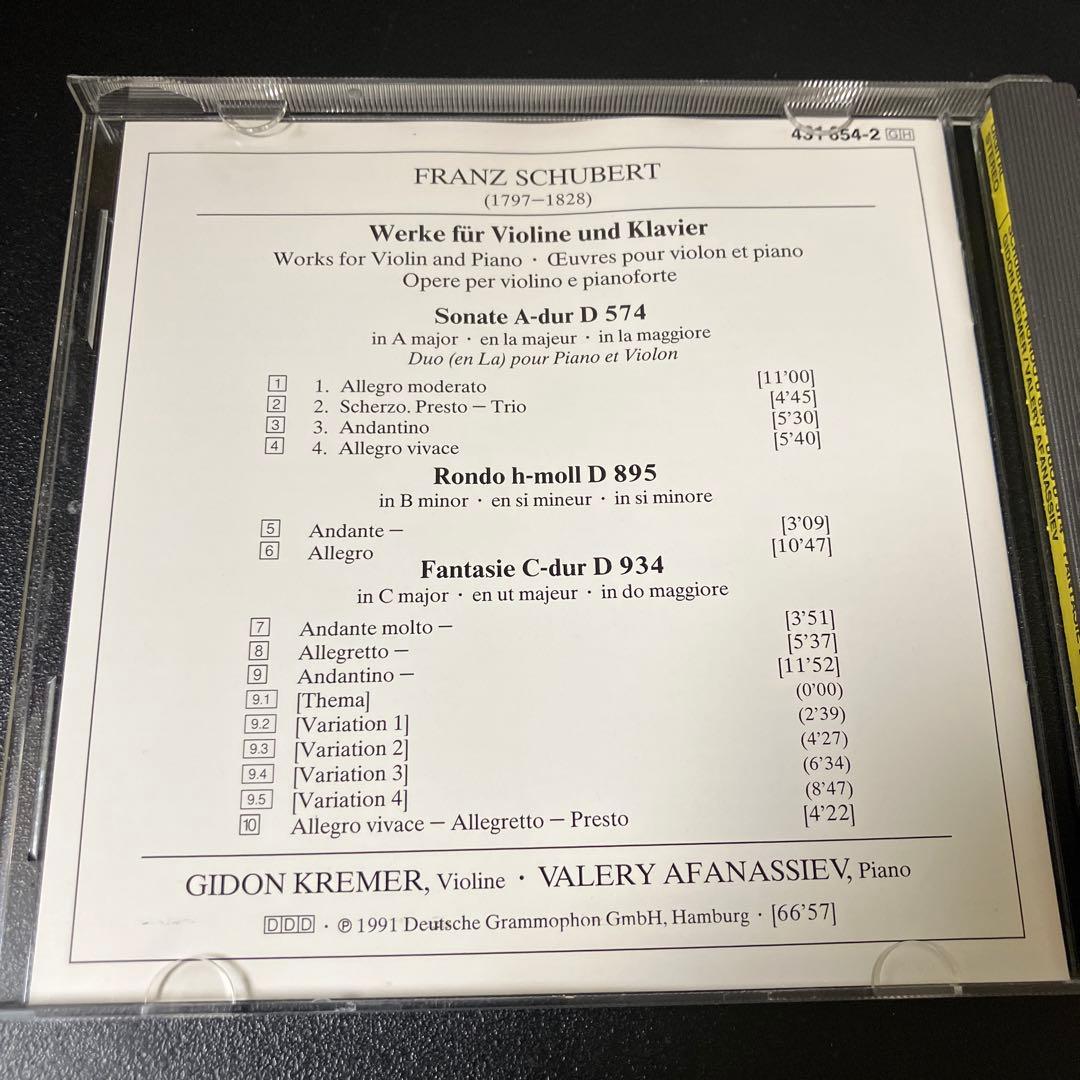 431 654-2 GH
FRANZ SCHUBERT
(1797–1828)
Werke für Violine und Klavier
Works for Violin and Piano · Œuvres pour violon et piano
Opere per violino e pianoforte
Sonate A-dur D 574
in A major · en la majeur · in la maggiore
Duo (en La) pour Piano et Violon
1 1. Allegro moderato [11'00]
2 2. Scherzo. Presto – Trio [4'45]
3 3. Andantino [5'30]
4 4. Allegro vivace [5'40]
Rondo h-moll D 895
in B minor · en si mineur · in si minore
5 Andante – [3'09]
6 Allegro [10'47]
Fantasie C-dur D 934
in C major · en ut majeur · in do maggiore
7 Andante molto – [3'51]
8 Allegretto – [5'37]
9 Andantino – [11'52]
9.1 [Thema] (0'00)
9.2 [Variation 1] (2'39)
9.3 [Variation 2] (4'27)
9.4 [Variation 3] (6'34)
9.5 [Variation 4] (8'47)
10 Allegro vivace – Allegretto – Presto [4'22]
GIDON KREMER, Violine · VALERY AFANASSIEV, Piano
DDD · ℗ 1991 Deutsche Grammophon GmbH, Hamburg · [66'57]
STEREO
GIDON KREMER/VALERY AFANASSIEV